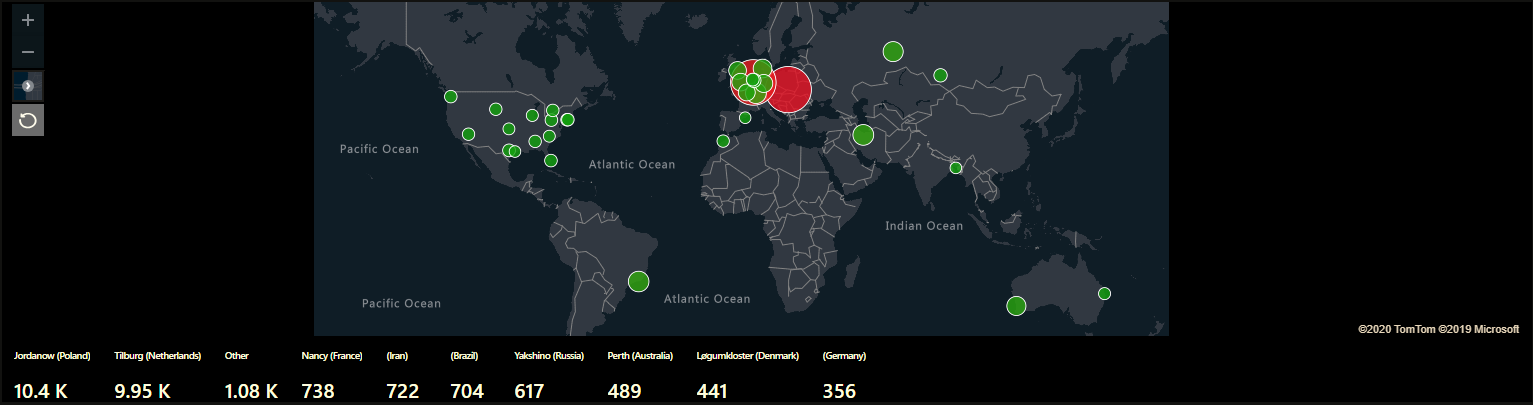 Pacific Ocean
Atlantic Ocean
Indian Ocean
Pacific Ocean
Atlantic Ocean
©2020 TomTom ©2019 Microsoft
Jordanow (Poland)
10.4 K
Tilburg (Netherlands)
9.95 K
Other
1.08 K
Nancy (France)
738
(Iran)
722
(Brazil)
704
Yakshino (Russia)
617
Perth (Australia)
489
Løgumkloster (Denmark)
441
(Germany)
356